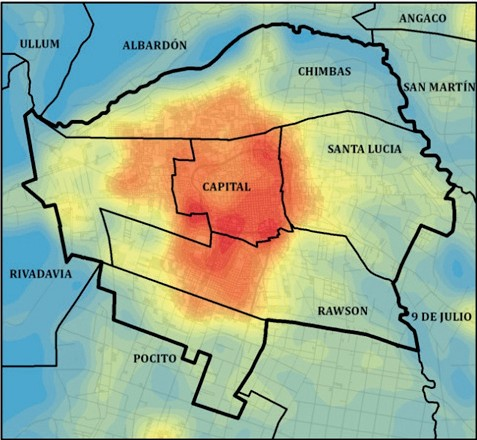 ANGACO
ULLUM
ALBARDÓN
CHIMBAS
SAN MARTÍN
SANTA LUCIA
CAPITAL
RIVADAVIA
RAWSON
9 DE JULIO
POCITO